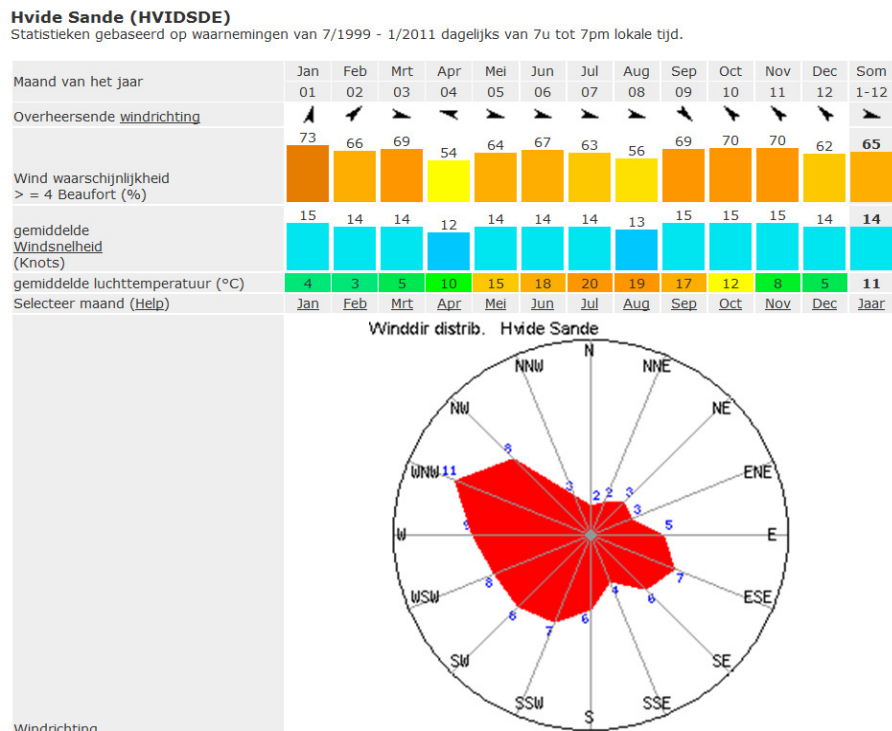 Hvide Sande (HVIDSDE)
Statistieken gebaseerd op waarnemingen van 7/1999 - 1/2011 dagelijks van 7u tot 7pm lokale tijd.
Maand van het jaar
Jan Feb Mrt Apr Mei Jun Jul Aug Sep Oct Nov Dec Som
01 02 03 04 05 06 07 08 09 10 11 12 1-12
Overheersende windrichting
73 66 69 54 64 67 63 56 69 70 70 62 65
Wind waarschijnlijkheid
> = 4 Beaufort (%)
15 14 14 12 14 14 14 13 15 15 15 14 14
gemiddelde
Windsnelheid
(Knots)
gemiddelde luchttemperatuur (°C) 4 3 5 10 15 18 20 19 17 12 8 5 11
Selecteer maand (Help) Jan Feb Mrt Apr Mei Jun Jul Aug Sep Oct Nov Dec Jaar
Winddir distrib. Hvide Sande
N
NNW NNE
NW NE
8
WNW 11 ENE
3 2 2 3
3
W 9 5 E
WSW 8 7 ESE
8 7 6 4 6
SW SE
SSW SSE
S
Windrichting